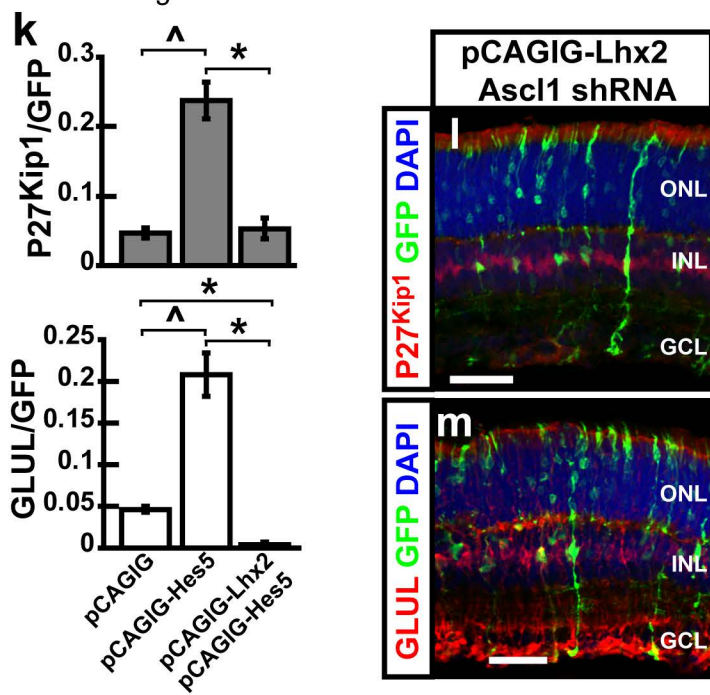 k
^
*
0.3
0.2
0.1
0
P27Kip1/GFP
*
^
*
0.25
0.2
0.15
0.1
0.05
0
GLUL/GFP
pCAGIG
pCAGIG-Hes5
pCAGIG-Lhx2
pCAGIG-Hes5
pCAGIG-Lhx2
Ascl1 shRNA
l
P27Kip1 GFP DAPI
ONL
INL
GCL
m
GLUL GFP DAPI
ONL
INL
GCL